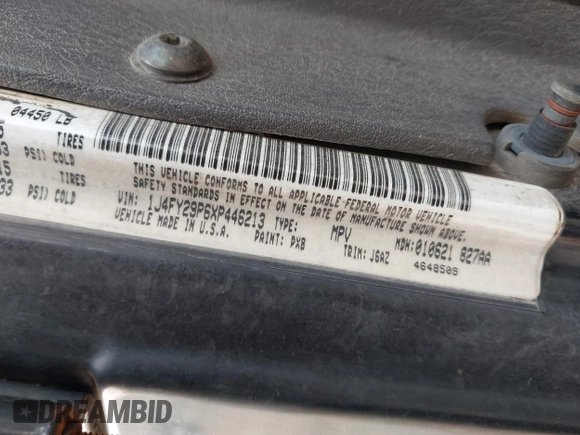 04450 LB
TIRES
PSI) COLD
TIRES
33 PSI) COLD
THIS VEHICLE CONFORMS TO ALL APPLICABLE FEDERAL MOTOR VEHICLE
SAFETY STANDARDS IN EFFECT ON THE DATE OF MANUFACTURE SHOWN ABOVE.
VIN: 1J4FY29P6XP446213 TYPE: MPV MDH: 010621 827AA
VEHICLE MADE IN U.S.A. PAINT: PX8 TRIM: J6AZ 4648509
DREAMBID